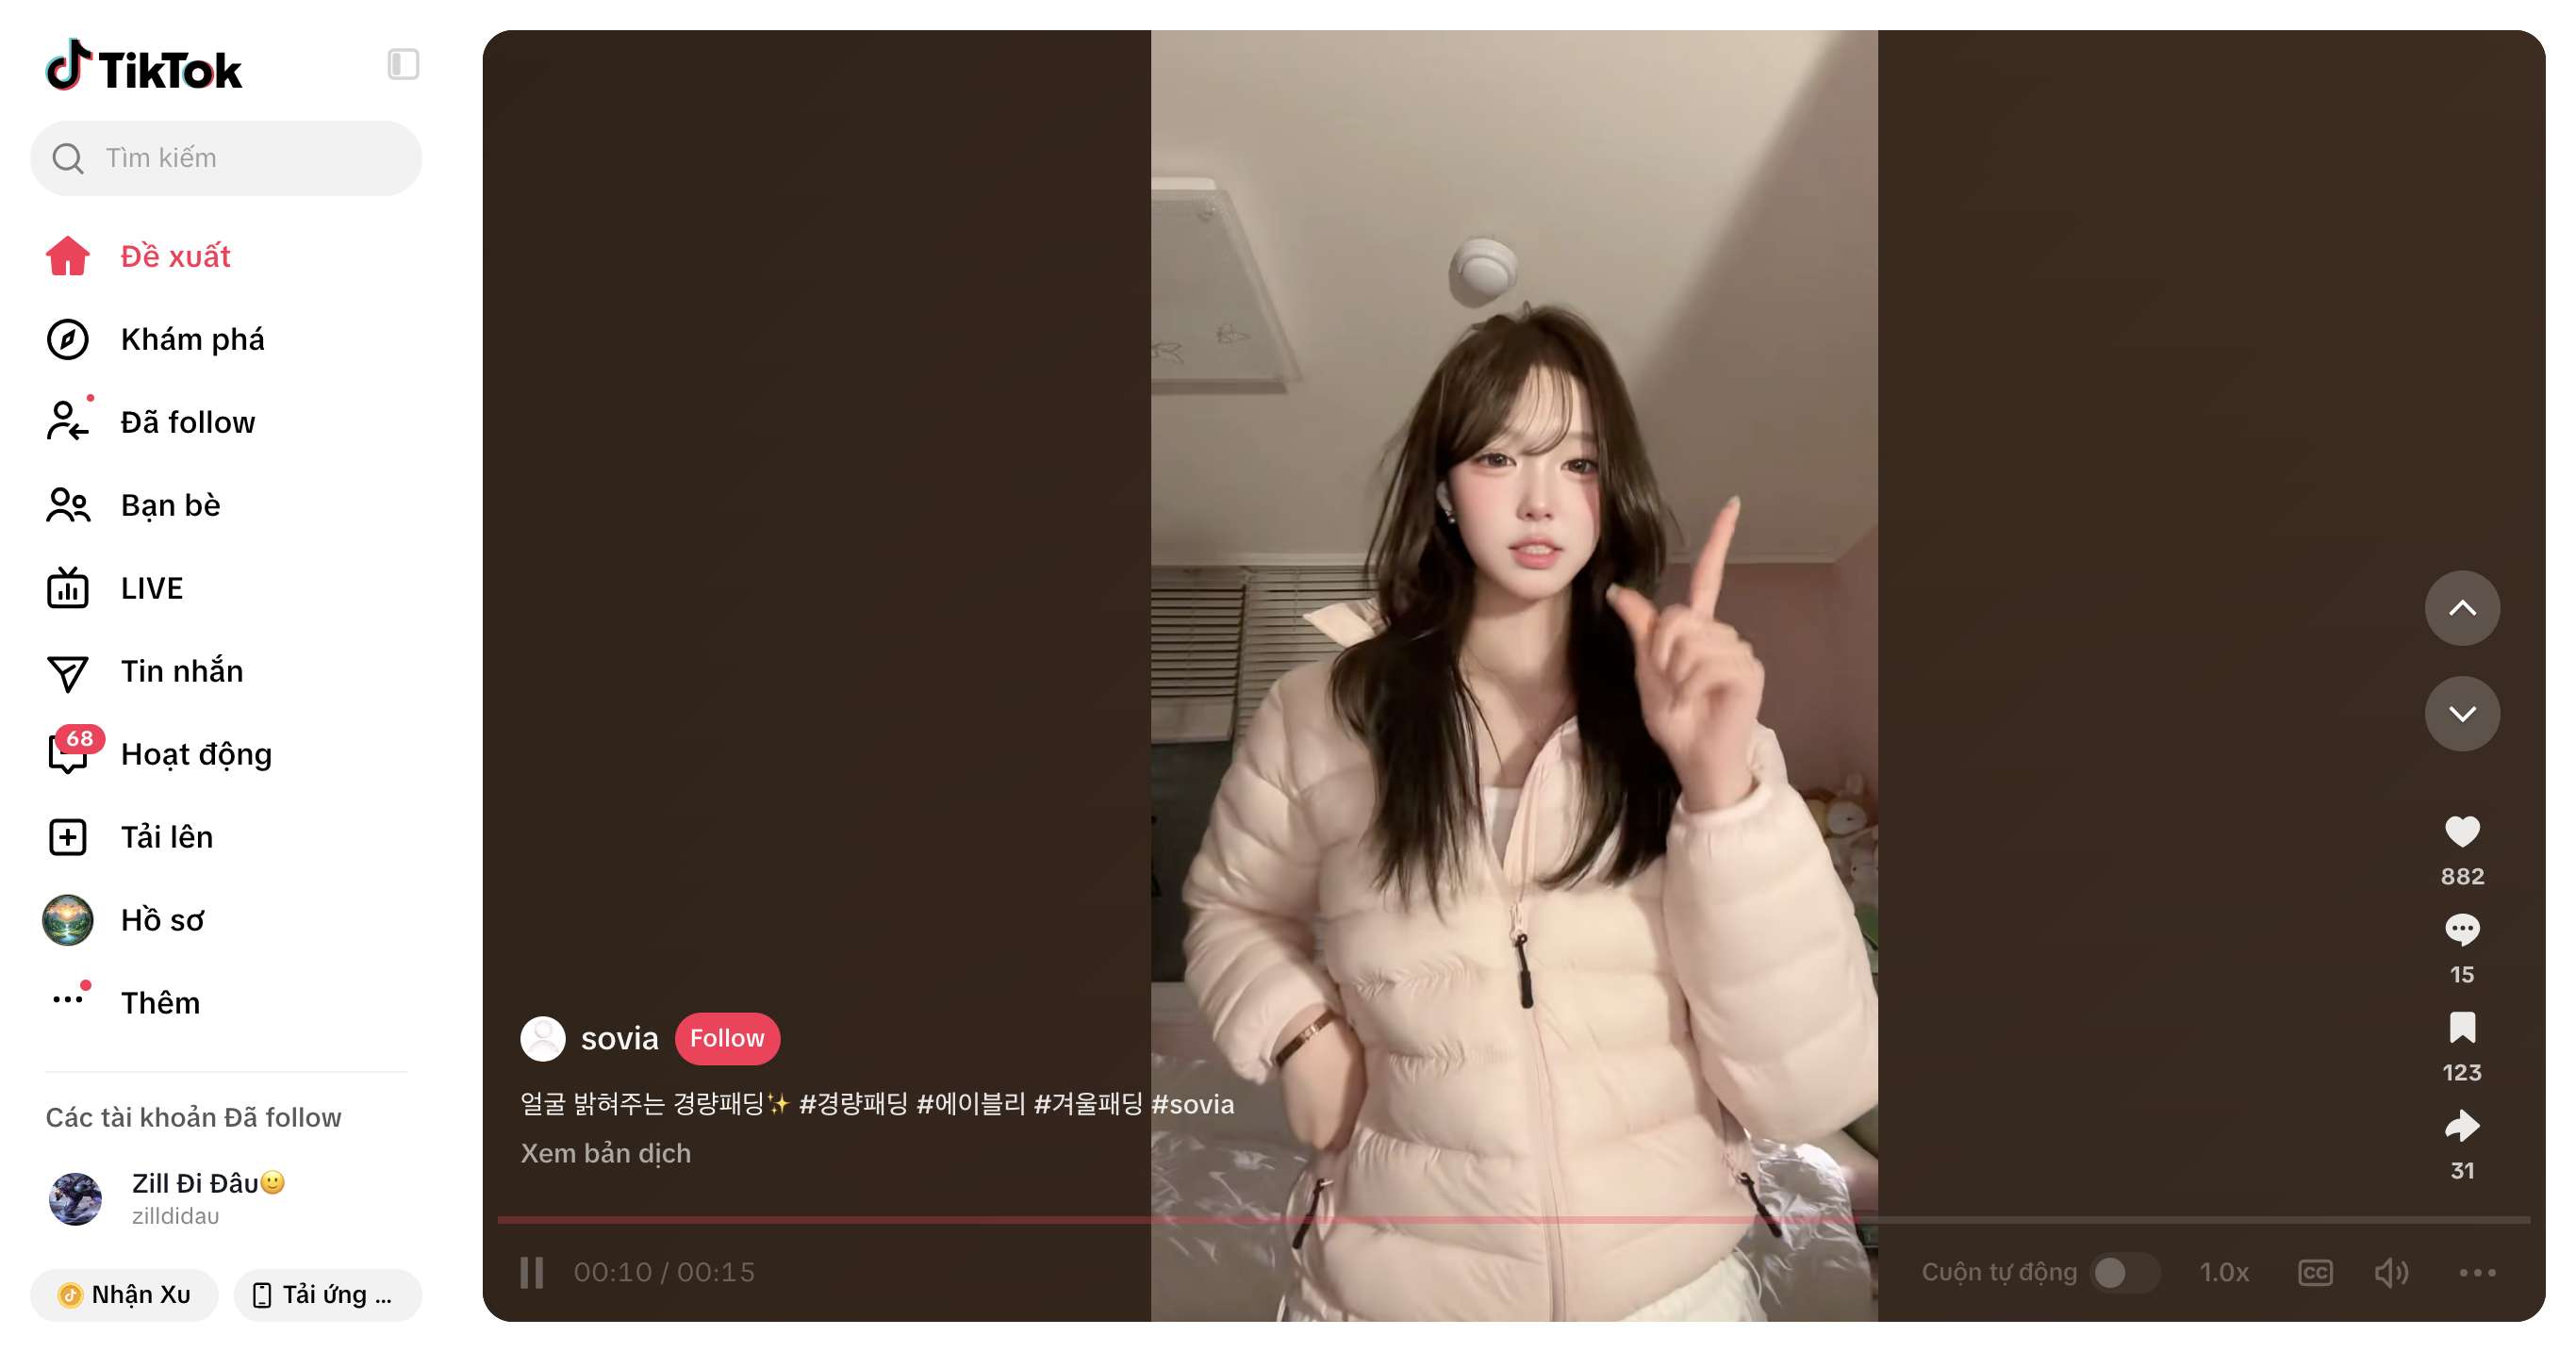 TikTok
Tìm kiếm
Đề xuất
Khám phá
Đã follow
Bạn bè
LIVE
Tin nhắn
68
Hoạt động
Tải lên
Hồ sơ
Thêm
Các tài khoản Đã follow
Zill Đi Đâu🙂
zilldidau
Nhận Xu
Tải ứng ...
sovia
Follow
얼굴 밝혀주는 경량패딩✨ #경량패딩 #에이블리 #겨울패딩 #sovia
Xem bản dịch
00:10 / 00:15
882
15
123
31
Cuộn tự động
1.0x
CC